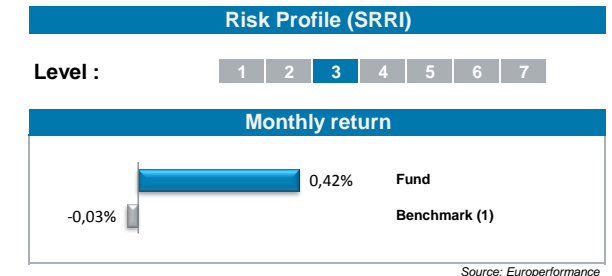 Risk Profile (SRRI)
Level : 1 2 3 4 5 6 7
Monthly return
0,42% Fund
-0,03% Benchmark (1)
Source: Europerformance